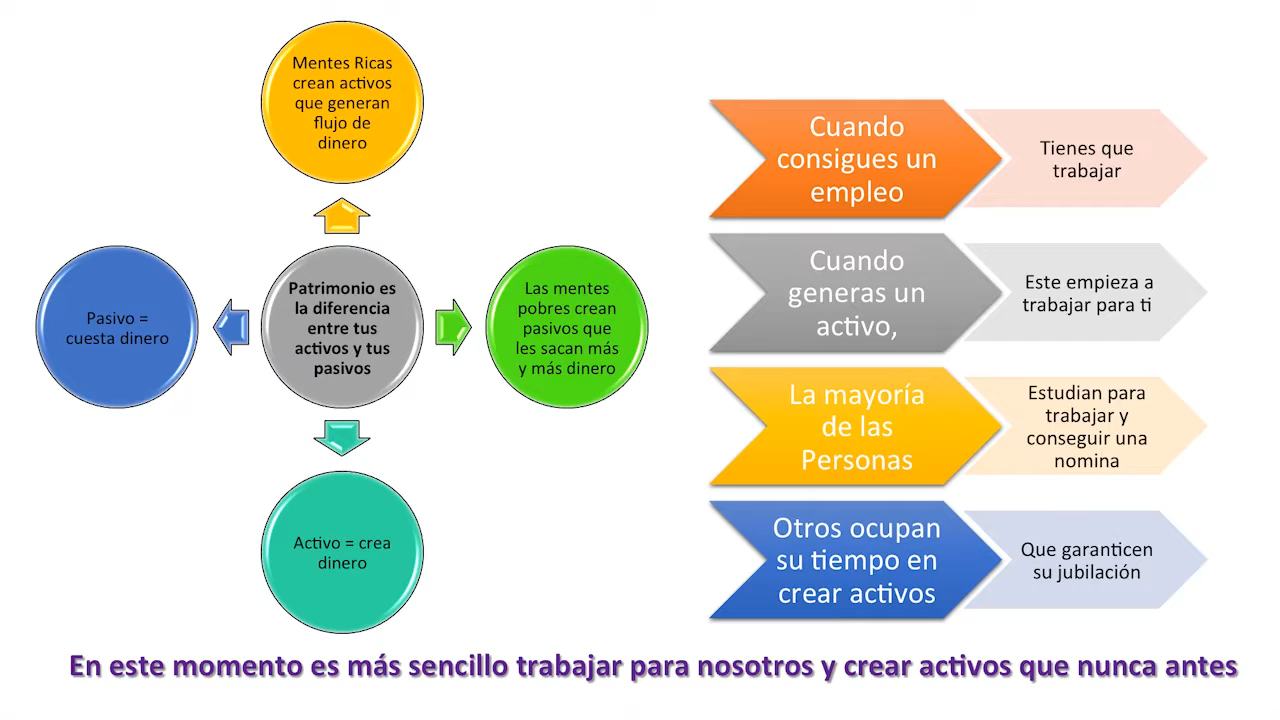 Mentes Ricas
crean activos
que generan
flujo de
dinero
Pasivo =
cuesta dinero
Patrimonio es
la diferencia
entre tus
activos y tus
pasivos
Las mentes
pobres crean
pasivos que
les sacan más
y más dinero
Activo = crea
dinero
Cuando
consigues un
empleo
Tienes que
trabajar
Cuando
generas un
activo,
Este empieza a
trabajar para ti
La mayoría
de las
Personas
Estudian para
trabajar y
conseguir una
nomina
Otros ocupan
su tiempo en
crear activos
Que garanticen
su jubilación
En este momento es más sencillo trabajar para nosotros y crear activos que nunca antes